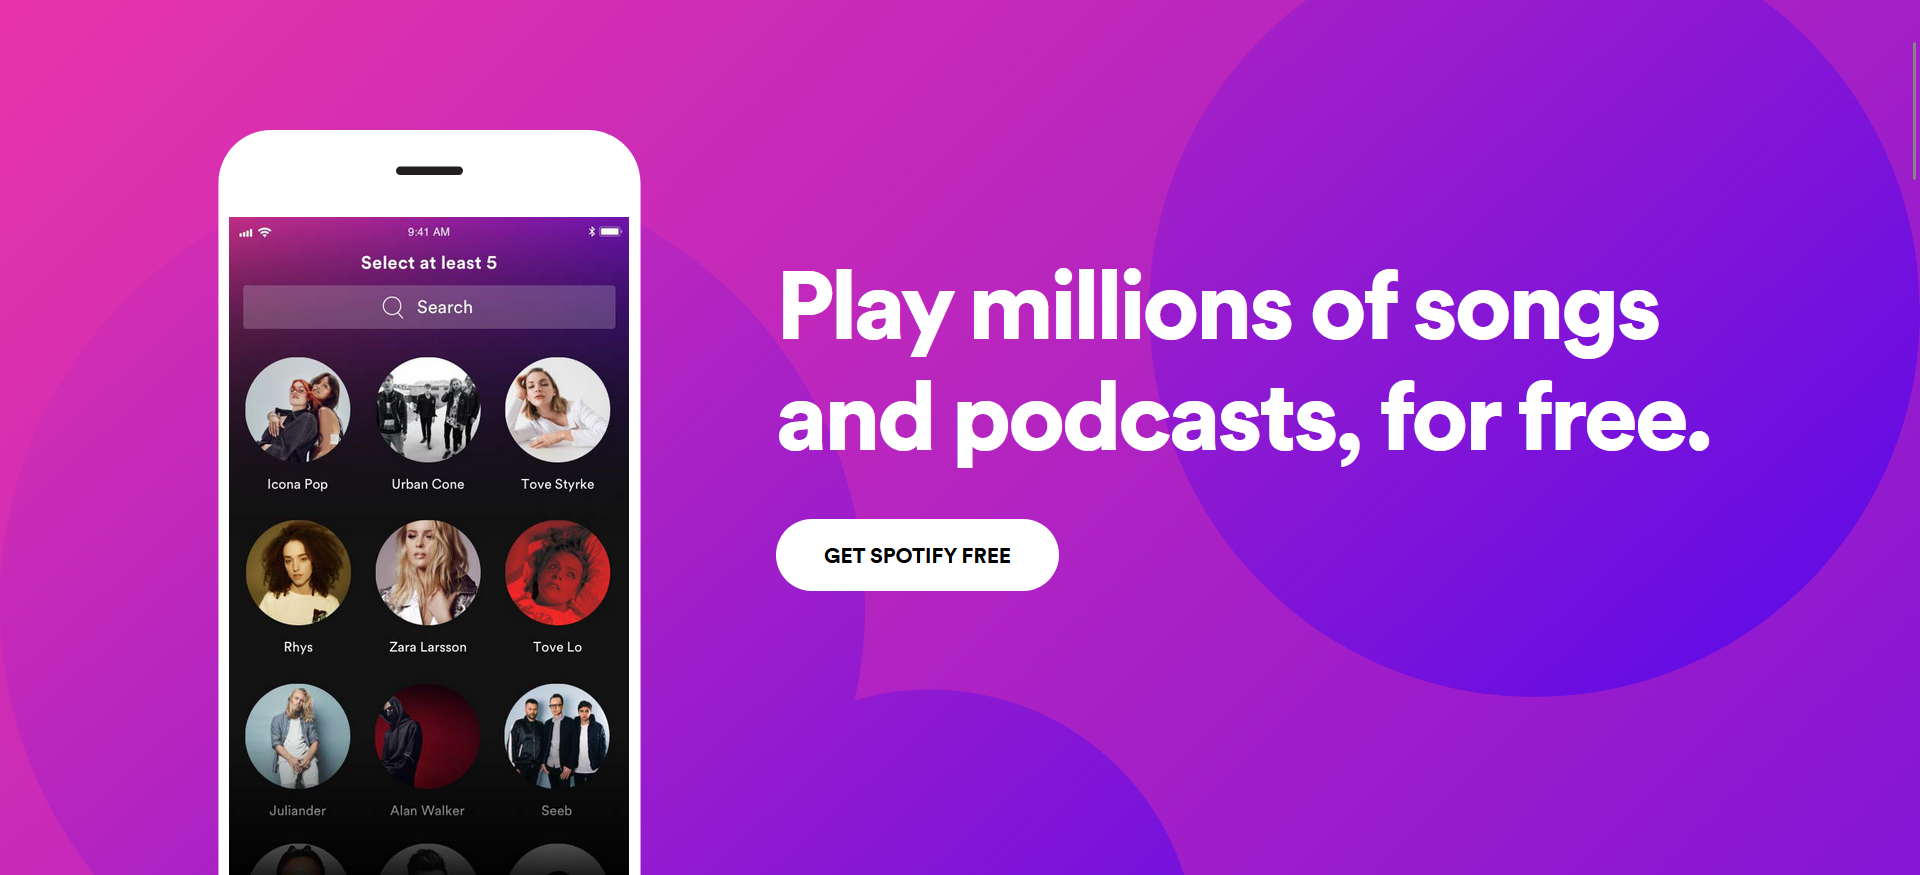 9:41 AM
Select at least 5
Search
Icona Pop
Urban Cone
Tove Styrke
Rhys
Zara Larsson
Tove Lo
Juliander
Alan Walker
Seeb
Play millions of songs
and podcasts, for free.
GET SPOTIFY FREE